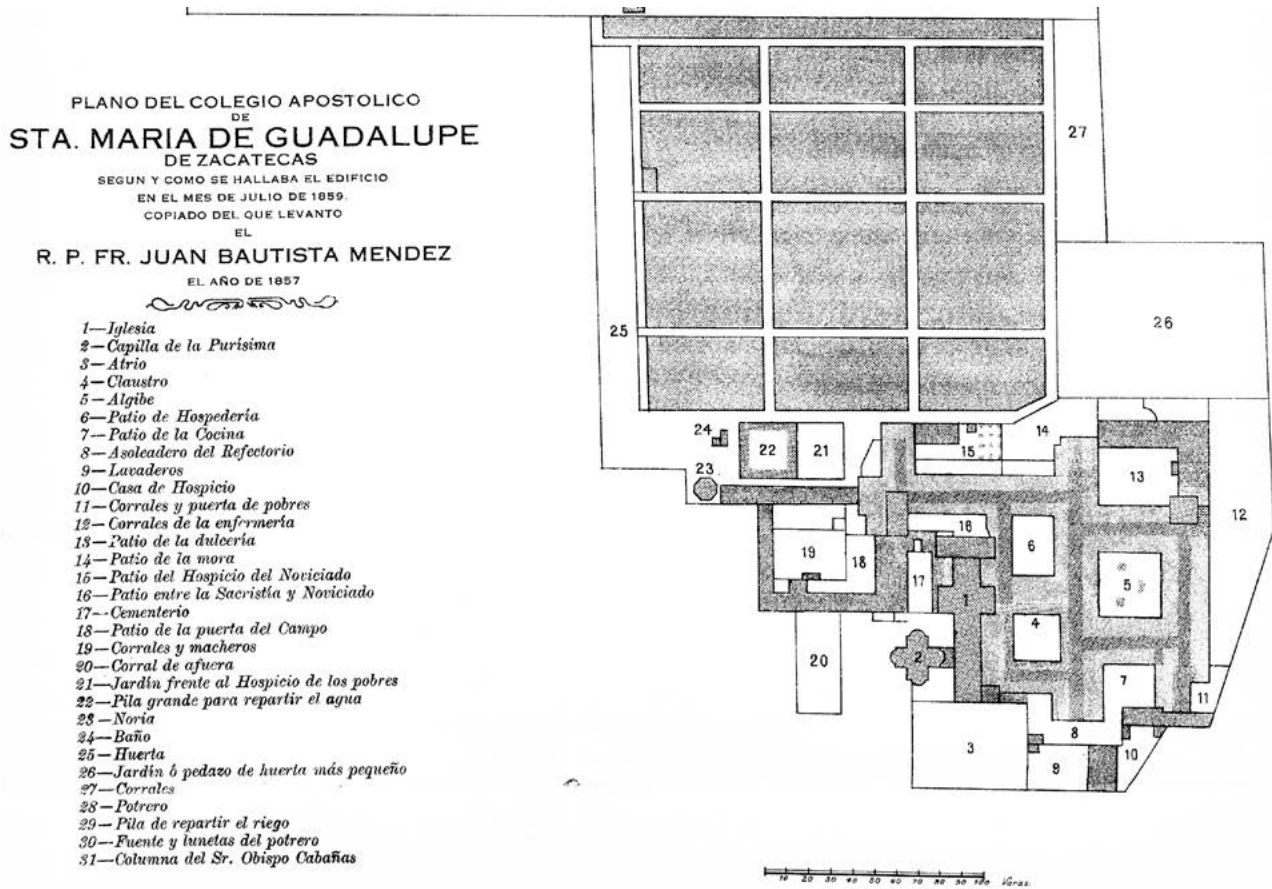 PLANO DEL COLEGIO APOSTOLICO
DE
STA. MARIA DE GUADALUPE
DE ZACATECAS
SEGUN Y COMO SE HALLABA EL EDIFICIO
EN EL MES DE JULIO DE 1859.
COPIADO DEL QUE LEVANTO
EL
R. P. FR. JUAN BAUTISTA MENDEZ
EL AÑO DE 1857
1—Iglesia
2—Capilla de la Purísima
3—Atrio
4—Claustro
5—Algibe
6—Patio de Hospedería
7—Patio de la Cocina
8—Asoleadero del Refectorio
9—Lavaderos
10—Casa de Hospicio
11—Corrales y puerta de pobres
12—Corrales de la enfermería
13—Patio de la dulcería
14—Patio de la mora
15—Patio del Hospicio del Noviciado
16—Patio entre la Sacristía y Noviciado
17—Cementerio
18—Patio de la puerta del Campo
19—Corrales y macheros
20—Corral de afuera
21—Jardín frente al Hospicio de los pobres
22—Pila grande para repartir el agua
23—Noria
24—Baño
25—Huerta
26—Jardín ó pedazo de huerta más pequeño
27—Corrales
28—Potrero
29—Pila de repartir el riego
30—Fuente y lunetas del potrero
31—Columna del Sr. Obispo Cabañas
27
26
25
24
22
21
14
15
23
13
12
16
19
18
17
6
5
1
4
20
2
7
11
3
8
10
9
10 20 30 40 50 60 70 80 90 100 Varas.